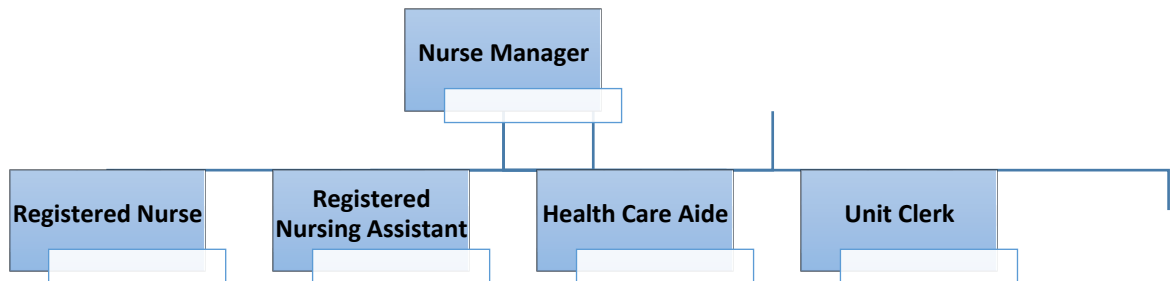 Nurse Manager
Registered Nurse
Registered
Nursing Assistant
Health Care Aide
Unit Clerk